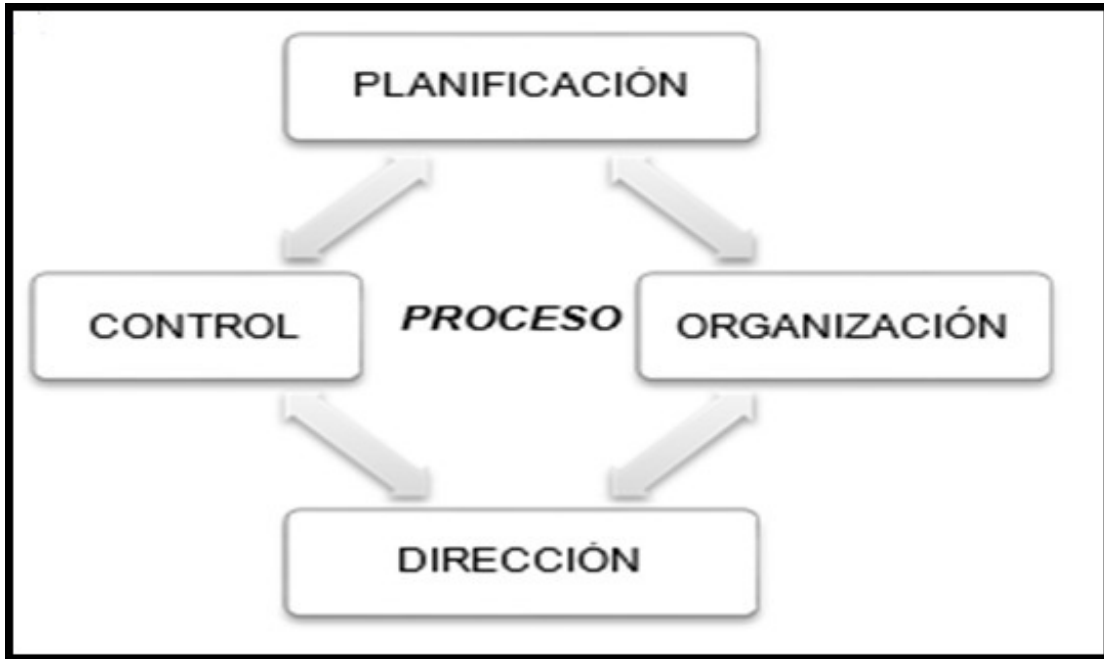 PLANIFICACIÓN
CONTROL
PROCESO
ORGANIZACIÓN
DIRECCIÓN